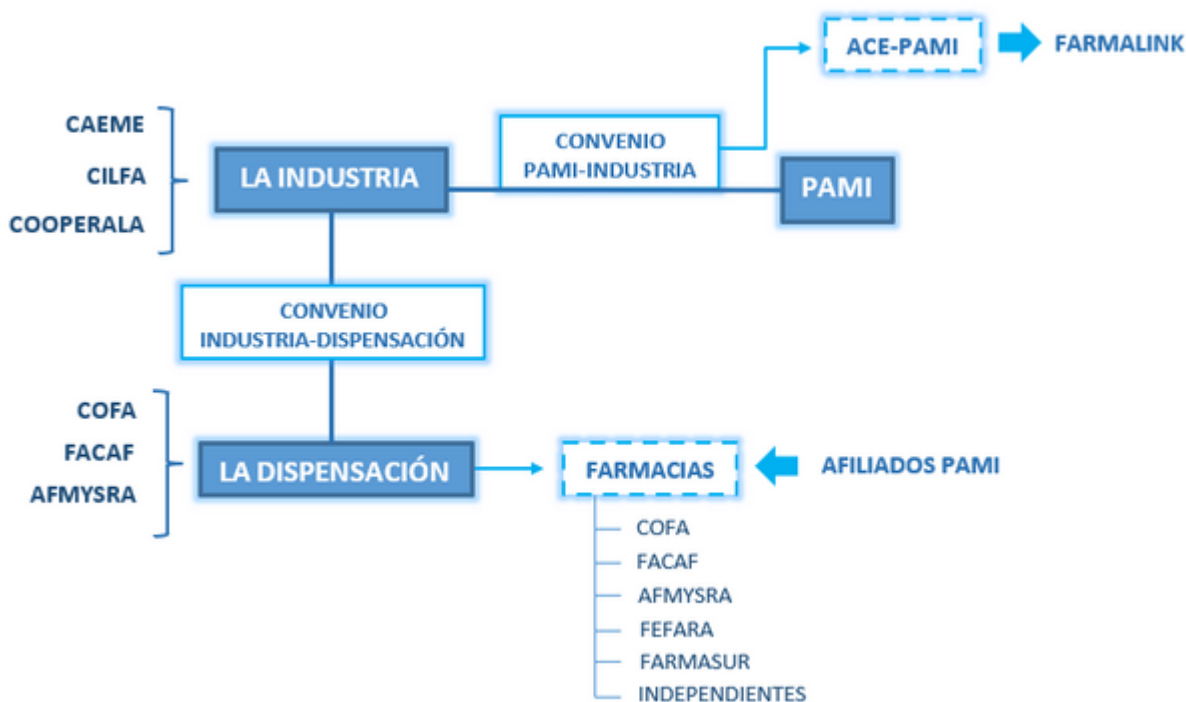 ACE-PAMI
FARMALINK
CAEME
CILFA
COOPERALA
LA INDUSTRIA
CONVENIO
PAMI-INDUSTRIA
PAMI
CONVENIO
INDUSTRIA-DISPENSACIÓN
COFA
FACAF
AFMYSRA
LA DISPENSACIÓN
FARMACIAS
AFILIADOS PAMI
COFA
FACAF
AFMYSRA
FEFARA
FARMASUR
INDEPENDIENTES